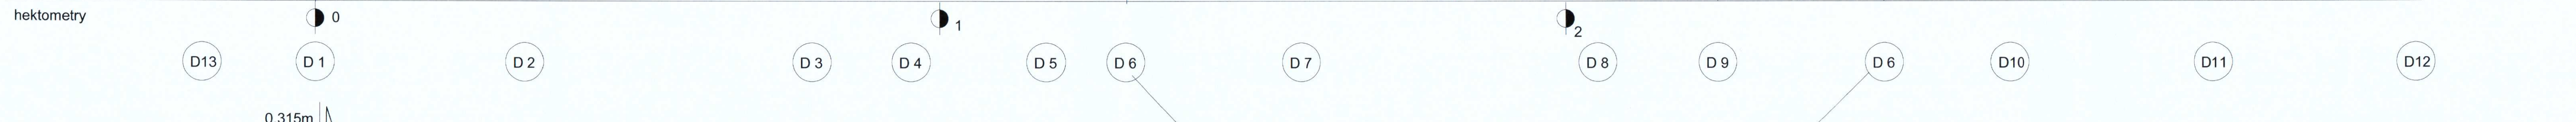 hektometry 0 1 2
D13 D 1 D 2 D 3 D 4 D 5 D 6 D 7 D 8 D 9 D 6 D10 D11 D12
0.315m